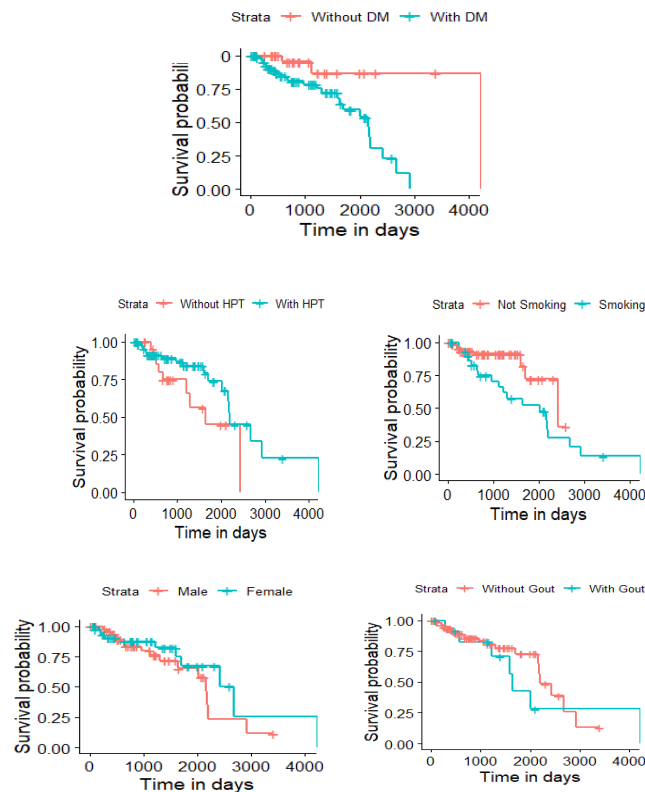 Strata Without DM With DM
Survival probabili
0
0.75
0.50
0.25
0.00
0 1000 2000 3000 4000
Time in days
Strata Without HPT With HPT
Survival probability
1.00
0.75
0.50
0.25
0.00
0 1000 2000 3000 4000
Time in days
Strata Not Smoking Smoking
Survival probability
1.00
0.75
0.50
0.25
0.00
0 1000 2000 3000 4000
Time in days
Strata Male Female
Survival probability
1.00
0.75
0.50
0.25
0.00
0 1000 2000 3000 4000
Time in days
Strata Without Gout With Gout
Survival probability
1.00
0.75
0.50
0.25
0.00
0 1000 2000 3000 4000
Time in days